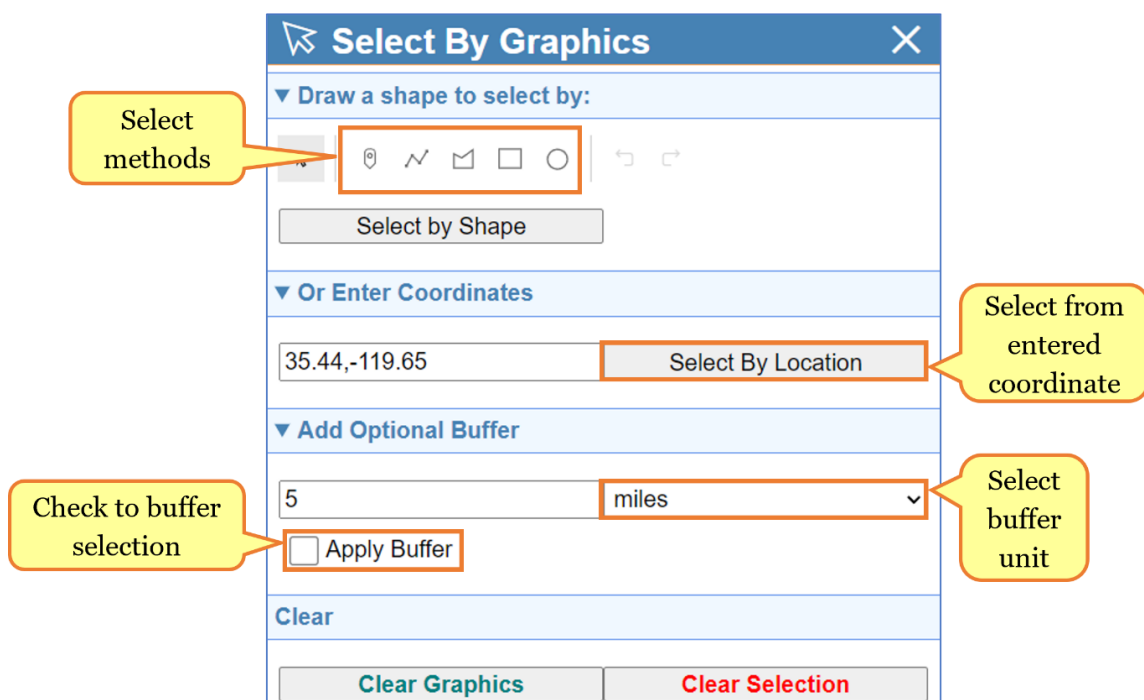 Select By Graphics
▼ Draw a shape to select by:
Select
methods
Select by Shape
▼ Or Enter Coordinates
Select from
entered
coordinate
35.44,-119.65
Select By Location
▼ Add Optional Buffer
Select
buffer
unit
5
miles
Check to buffer
selection
Apply Buffer
Clear
Clear Graphics
Clear Selection